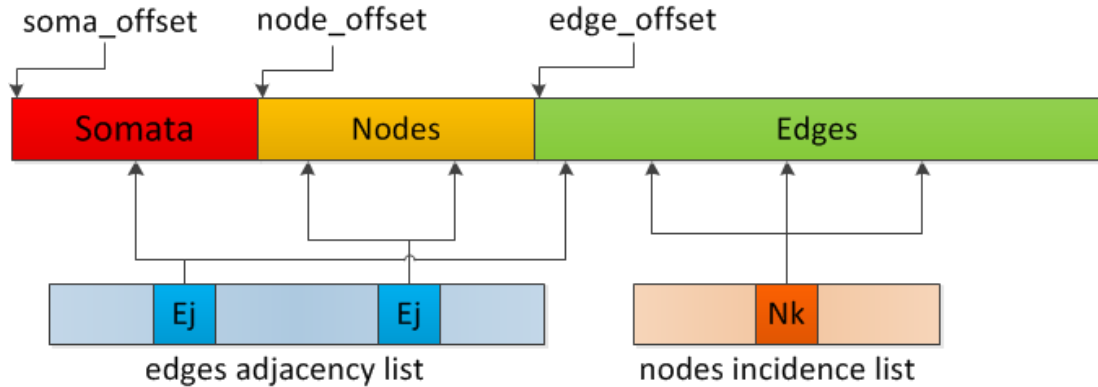 soma_offset node_offset edge_offset
Somata Nodes Edges
Ej Ej Nk
edges adjacency list nodes incidence list